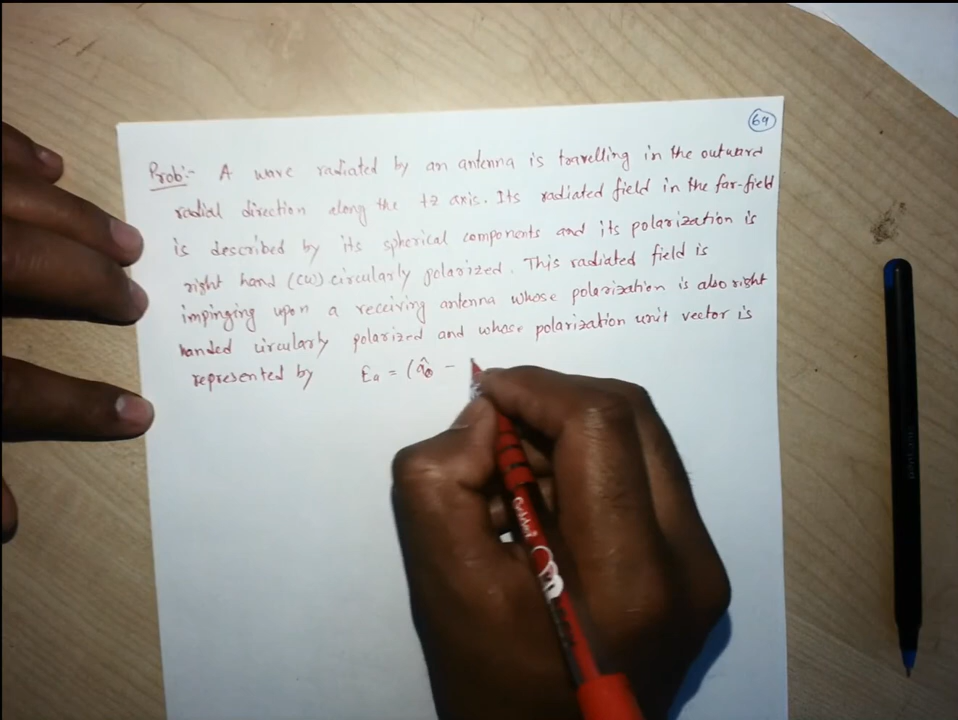 69
Prob:- A wave radiated by an antenna is travelling in the outward
radial direction along the +z axis. Its radiated field in the far-field
is described by its spherical components and its polarization is
right hand (cw) circularly polarized. This radiated field is
impinging upon a receiving antenna whose polarization is also right
handed circularly polarized and whose polarization unit vector is
represented by Ea = (âθ -